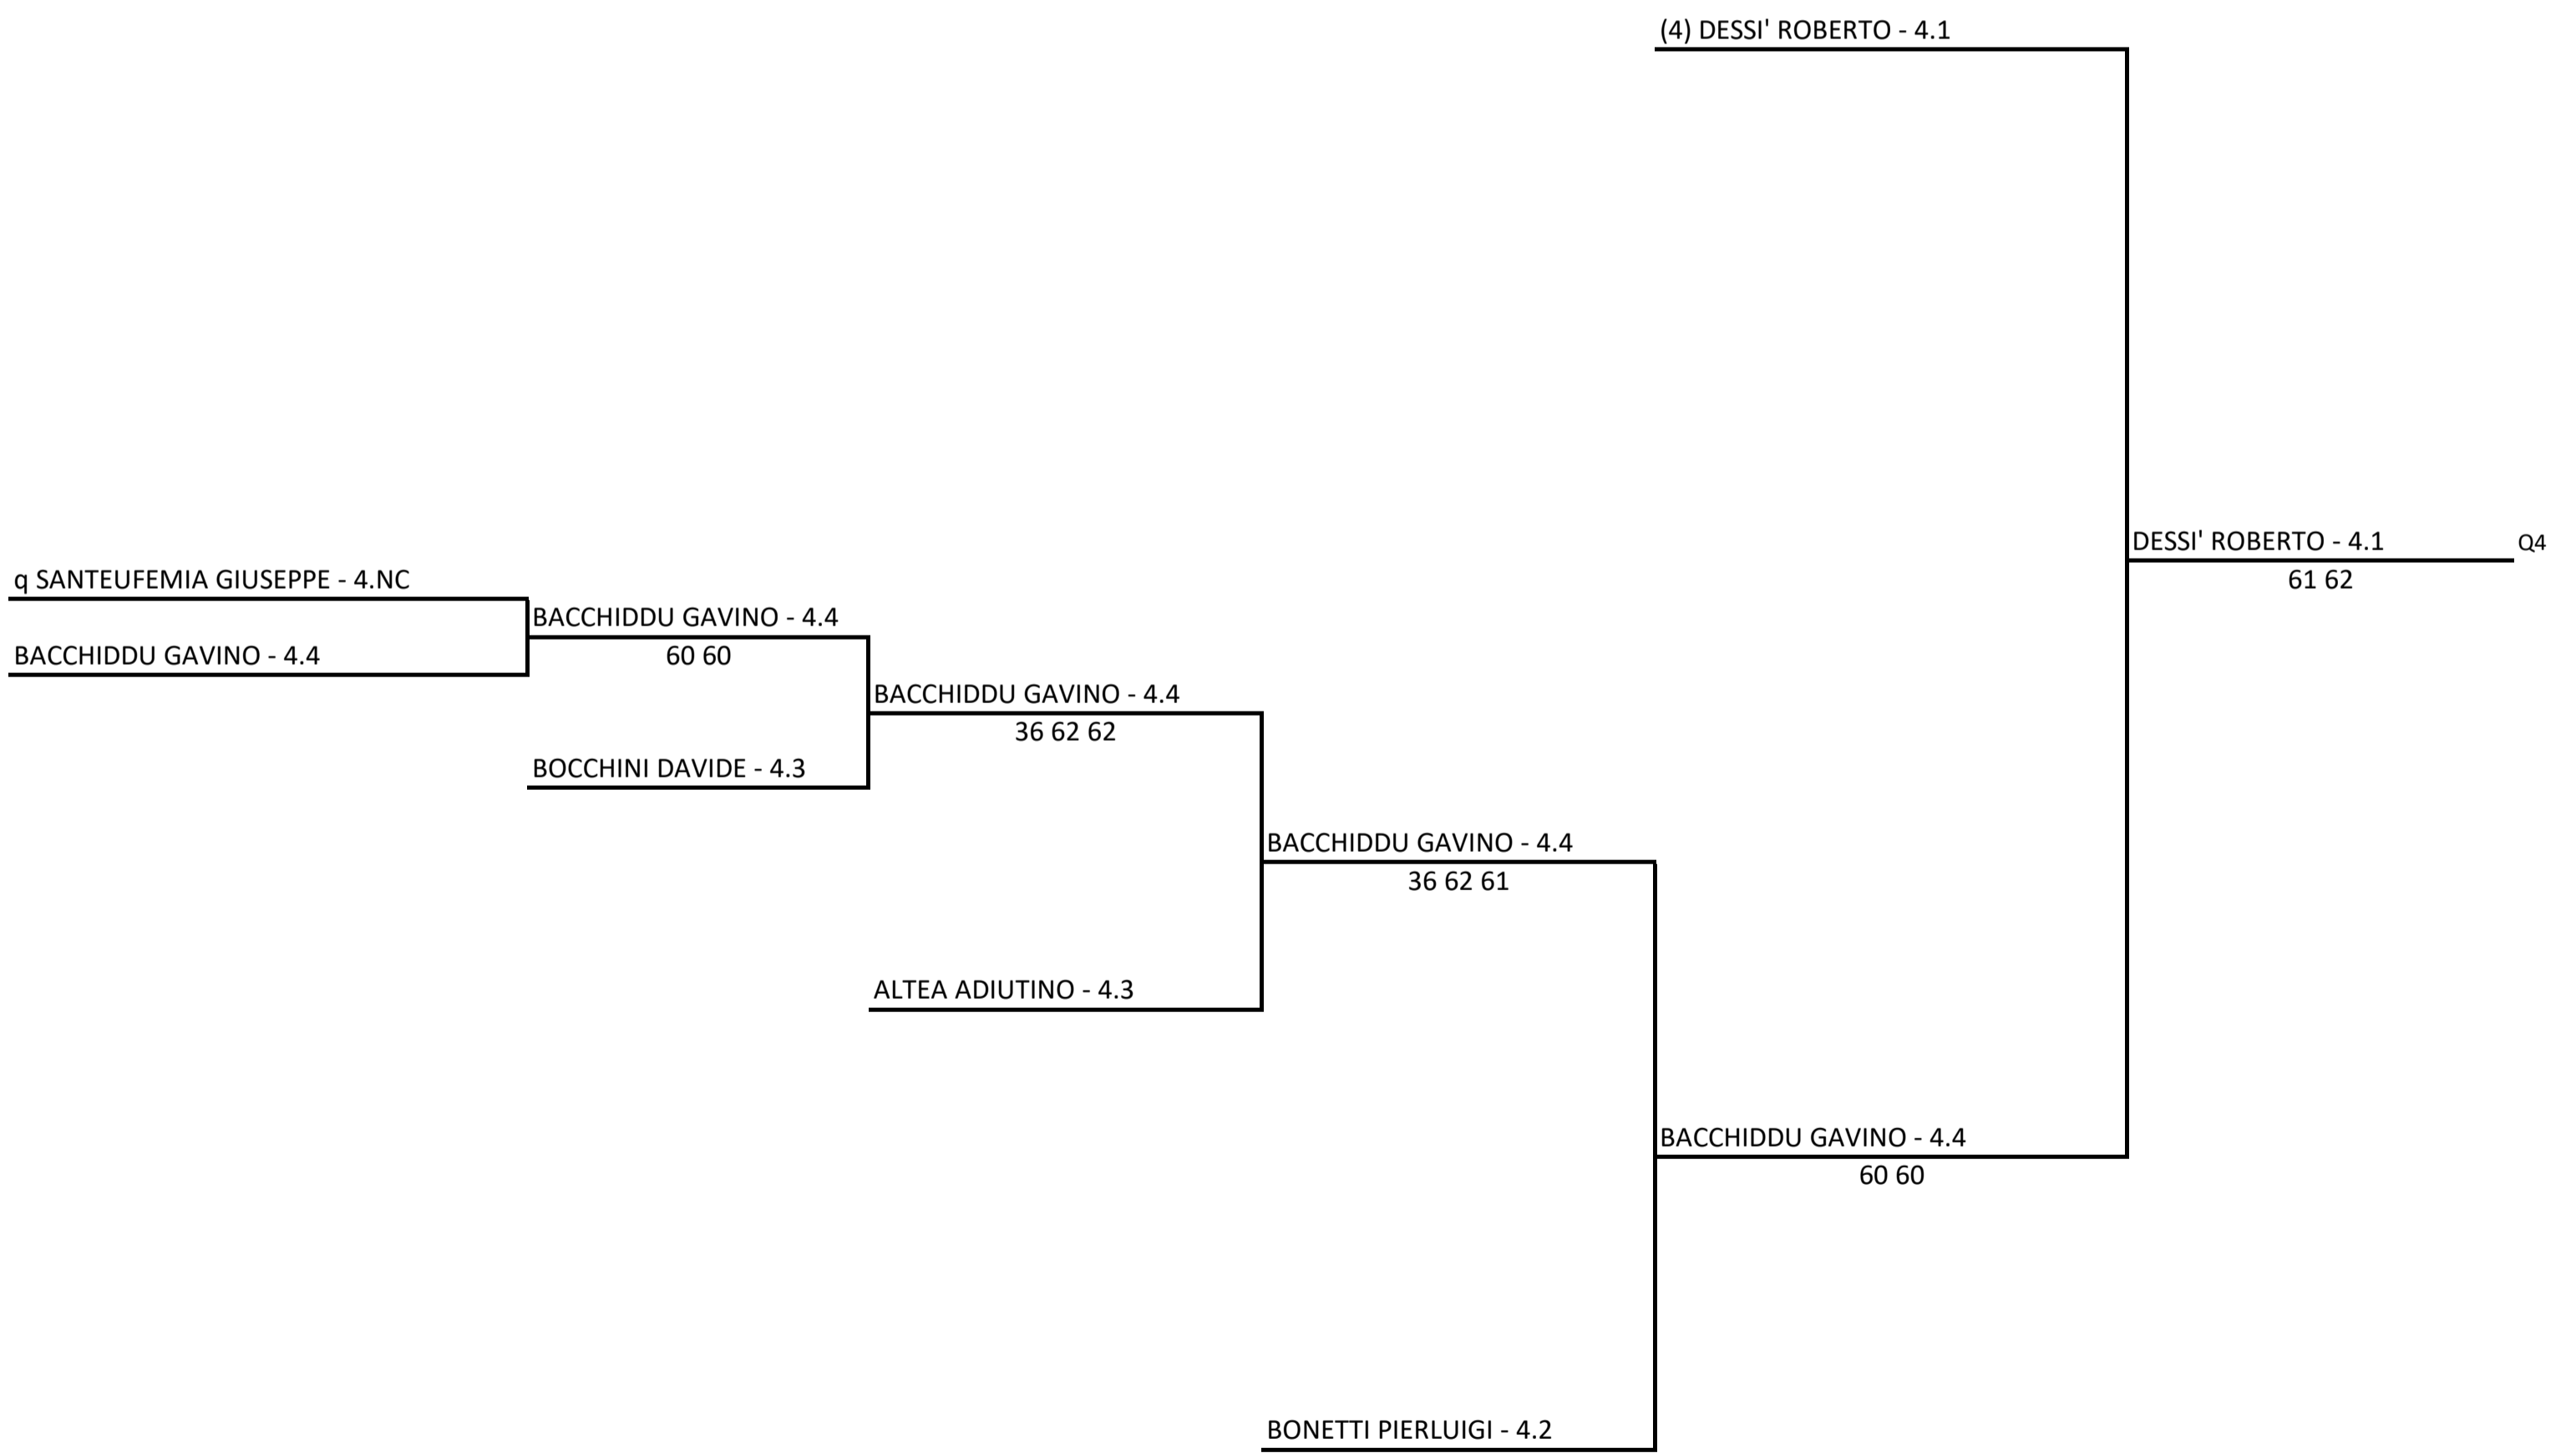 (4) DESSI' ROBERTO - 4.1
DESSI' ROBERTO - 4.1
Q4
61 62
q SANTEUFEMIA GIUSEPPE - 4.NC
BACCHIDDU GAVINO - 4.4
BACCHIDDU GAVINO - 4.4
60 60
BACCHIDDU GAVINO - 4.4
36 62 62
BOCCHINI DAVIDE - 4.3
BACCHIDDU GAVINO - 4.4
36 62 61
ALTEA ADIUTINO - 4.3
BACCHIDDU GAVINO - 4.4
60 60
BONETTI PIERLUIGI - 4.2